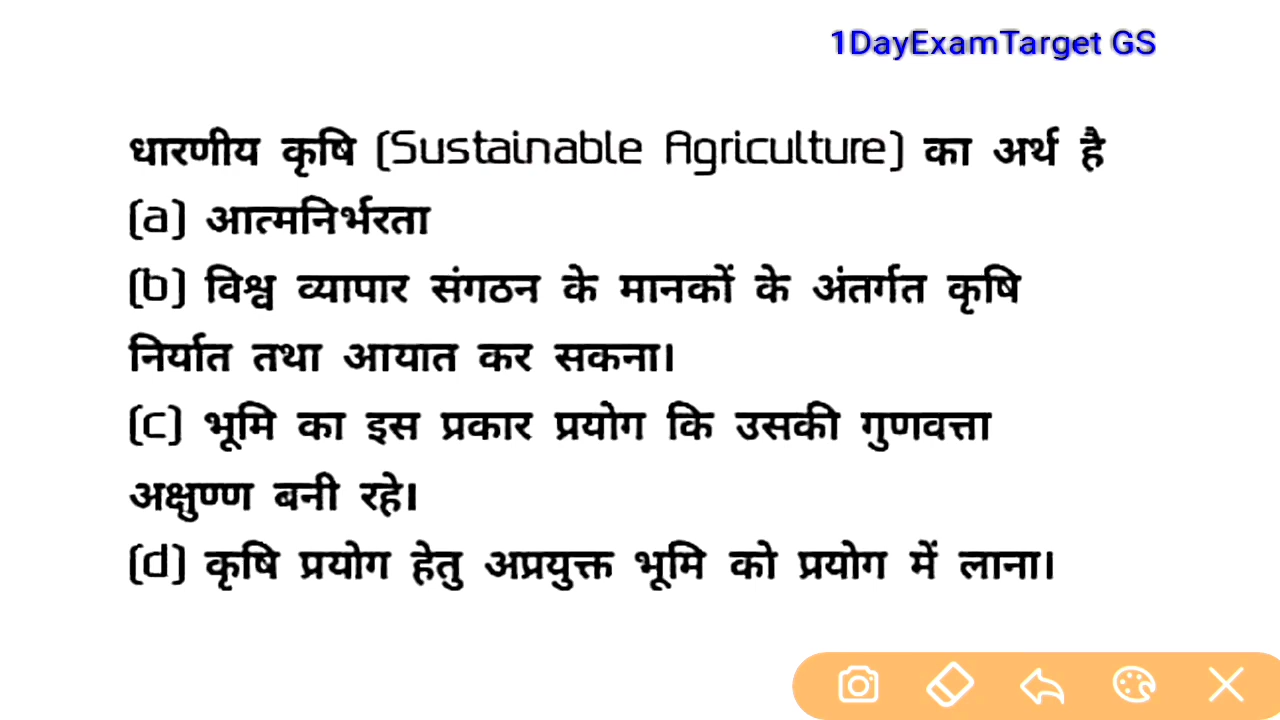 1DayExamTarget GS
धारणीय कृषि (Sustainable Agriculture) का अर्थ है
(a) आत्मनिर्भरता
(b) विश्व व्यापार संगठन के मानकों के अंतर्गत कृषि
निर्यात तथा आयात कर सकना।
(c) भूमि का इस प्रकार प्रयोग कि उसकी गुणवत्ता
अक्षुण्ण बनी रहे।
(d) कृषि प्रयोग हेतु अप्रयुक्त भूमि को प्रयोग में लाना।